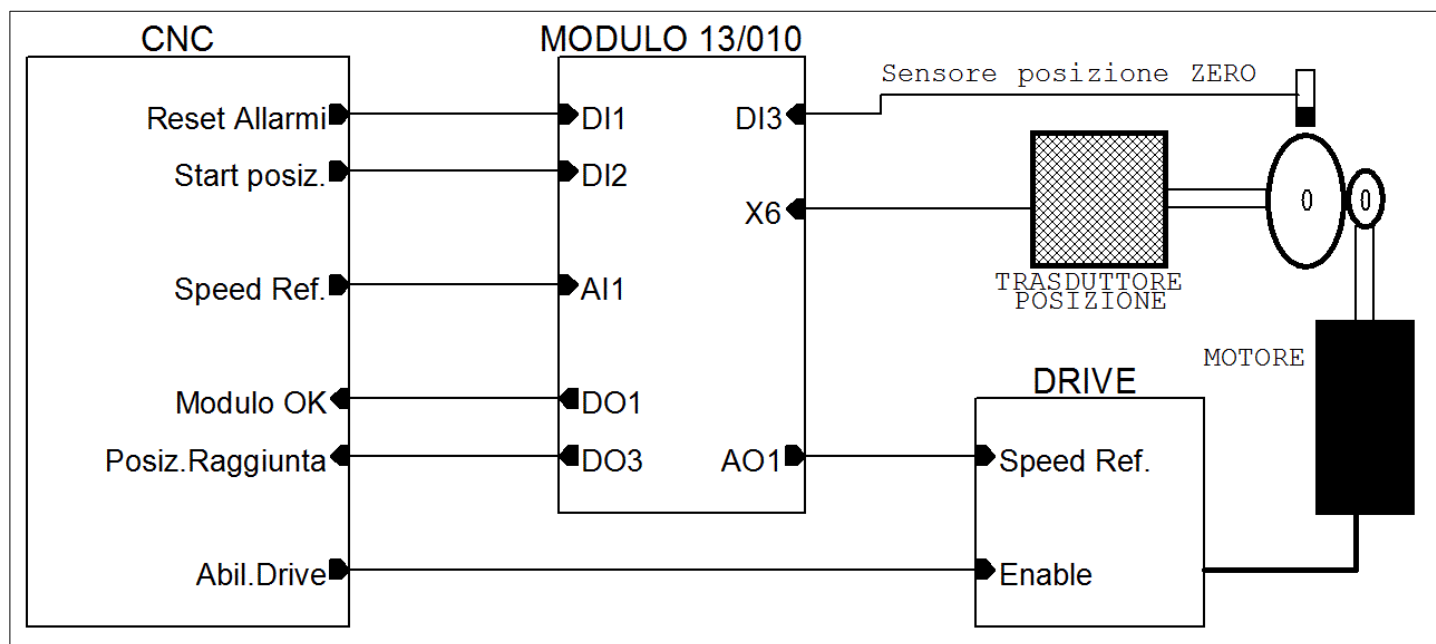 CNC
Reset Allarmi
Start posiz.
Speed Ref.
Modulo OK
Posiz.Raggiunta
Abil.Drive
MODULO 13/010
DI1
DI2
AI1
DO1
DO3
DI3
X6
AO1
Sensore posizione ZERO
0
0
TRASDUTTORE
POSIZIONE
MOTORE
DRIVE
Speed Ref.
Enable